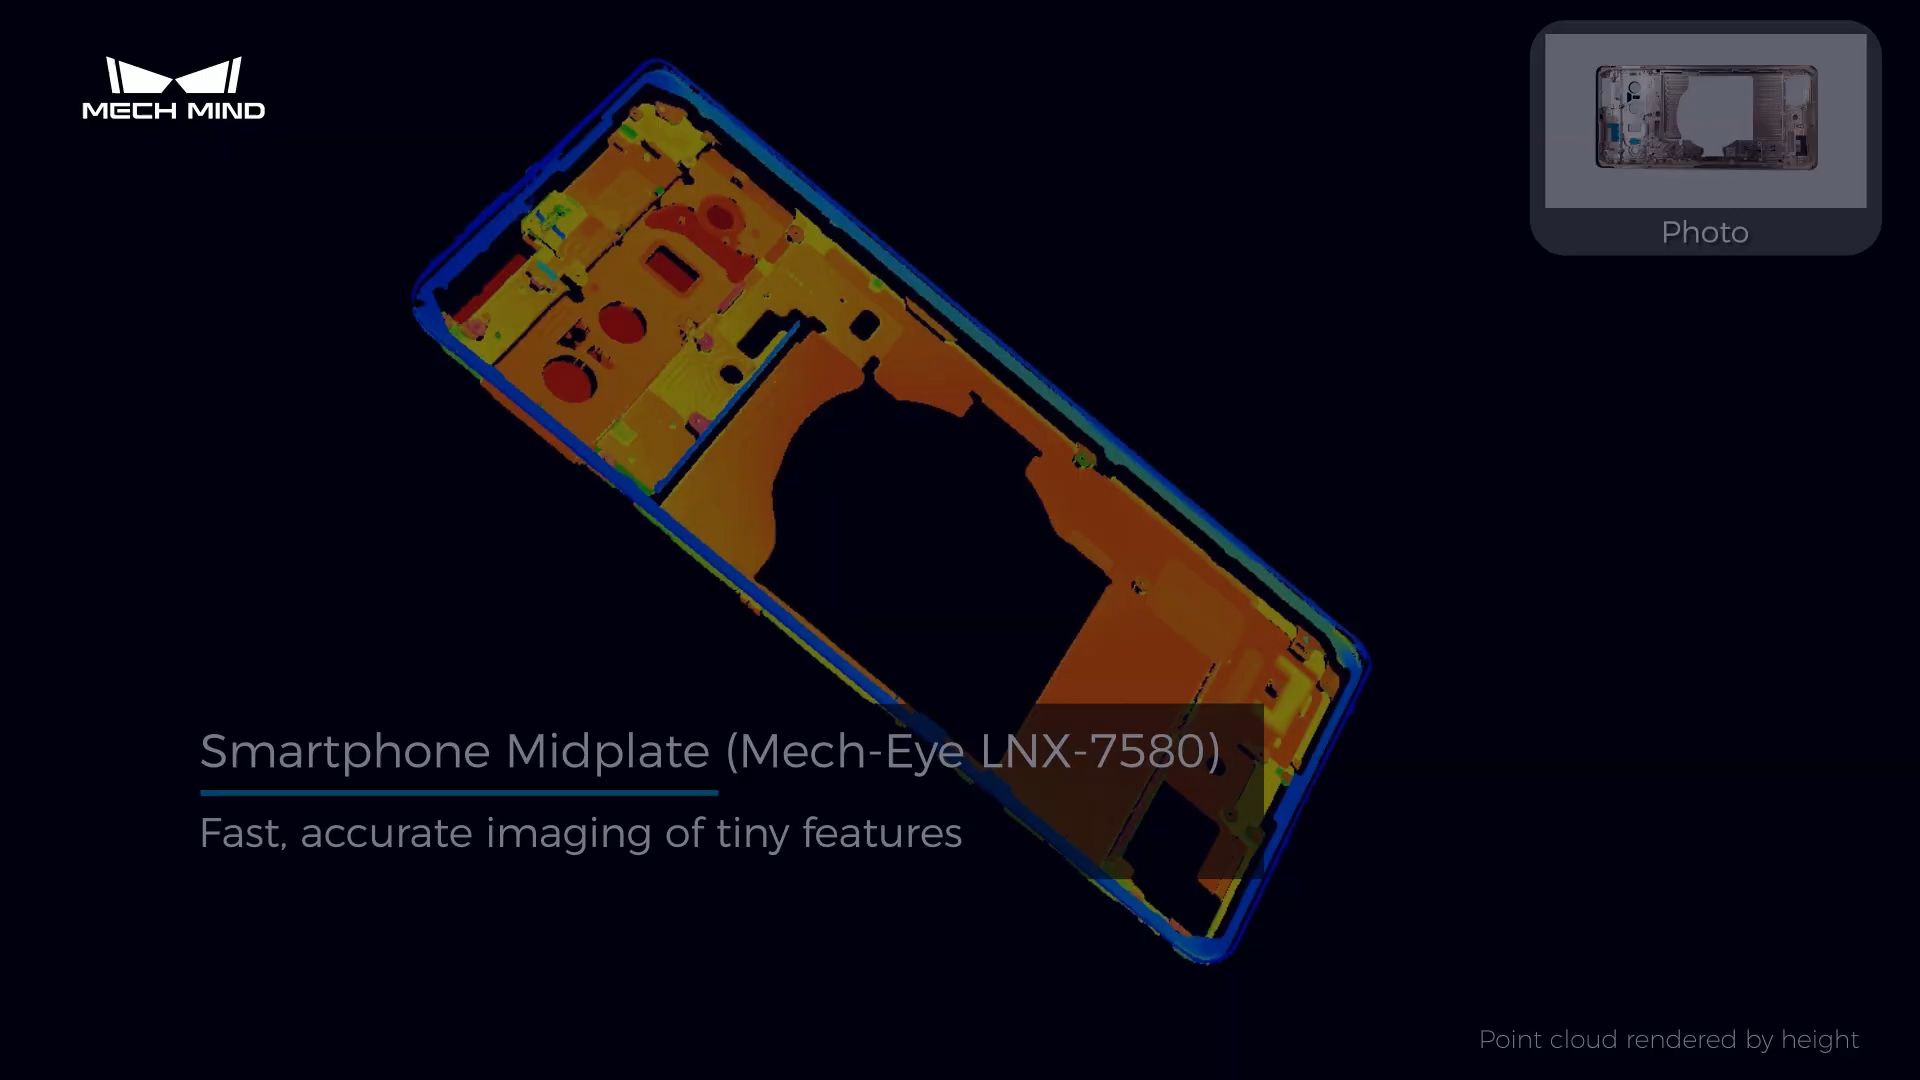 MECH MIND
Photo
Smartphone Midplate (Mech-Eye LNX-7580)
Fast, accurate imaging of tiny features
Point cloud rendered by height